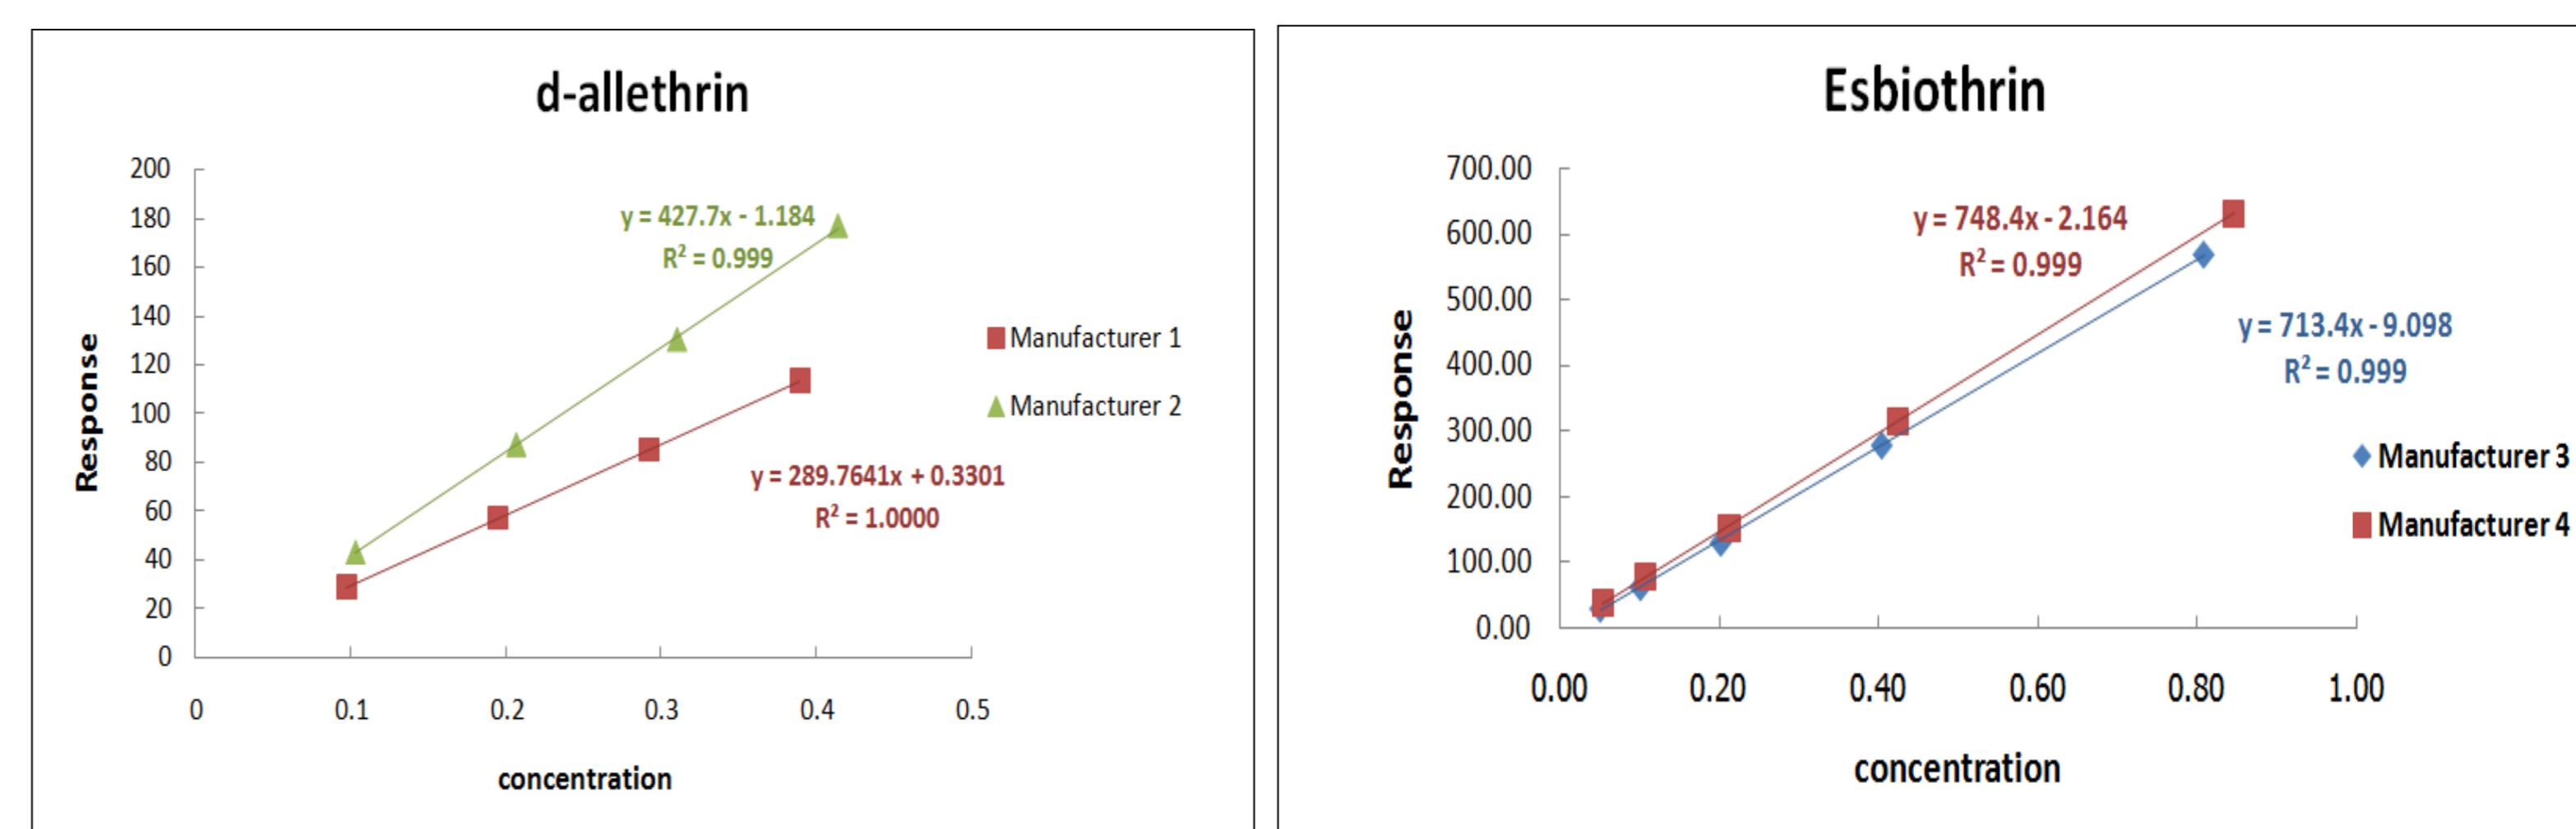 d-allethrin
200
180
160
140
120
100
80
60
40
20
0
Response
y = 427.7x - 1.184
R² = 0.999
Manufacturer 1
Manufacturer 2
y = 289.7641x + 0.3301
R² = 1.0000
0 0.1 0.2 0.3 0.4 0.5
concentration
Esbiothrin
700.00
600.00
500.00
400.00
300.00
200.00
100.00
0.00
Response
y = 748.4x - 2.164
R² = 0.999
y = 713.4x - 9.098
R² = 0.999
Manufacturer 3
Manufacturer 4
0.00 0.20 0.40 0.60 0.80 1.00
concentration